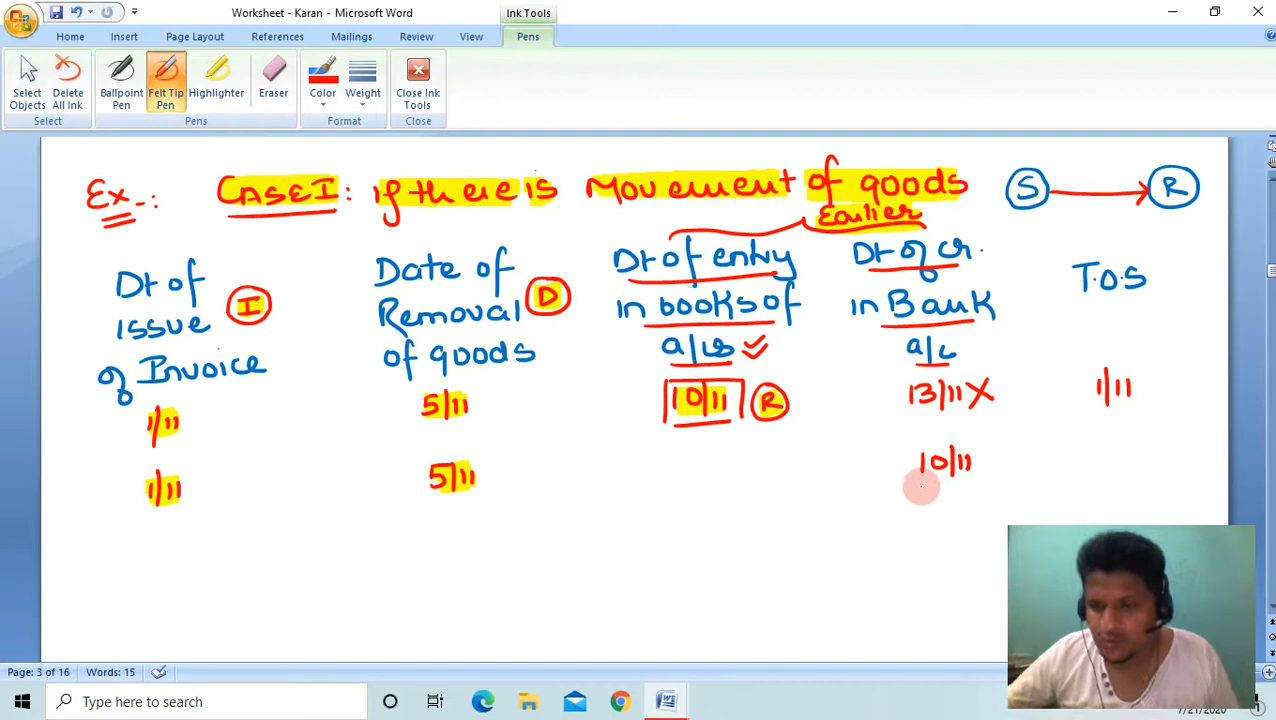 Worksheet - Karan - Microsoft Word
Ink Tools
Home Insert Page Layout References Mailings Review View Pens
Select Objects
Delete All Ink
Ballpoint Pen
Felt Tip Pen
Highlighter
Eraser
Color
Weight
Close Ink Tools
Select Pens Format Close
Ex-: CASE I : if there is Movement of goods S R
Earlier
Dt of issue of Invoice I
Date of Removal of goods D
Dt of entry in books of a/cs
Dt of cr. in Bank a/c
T.O.S
1/11 5/11 10/11 R 13/11 X 1/11
1/11 5/11 10/11
Page: 3 of 16 Words: 15
Type here to search
7/21/2020